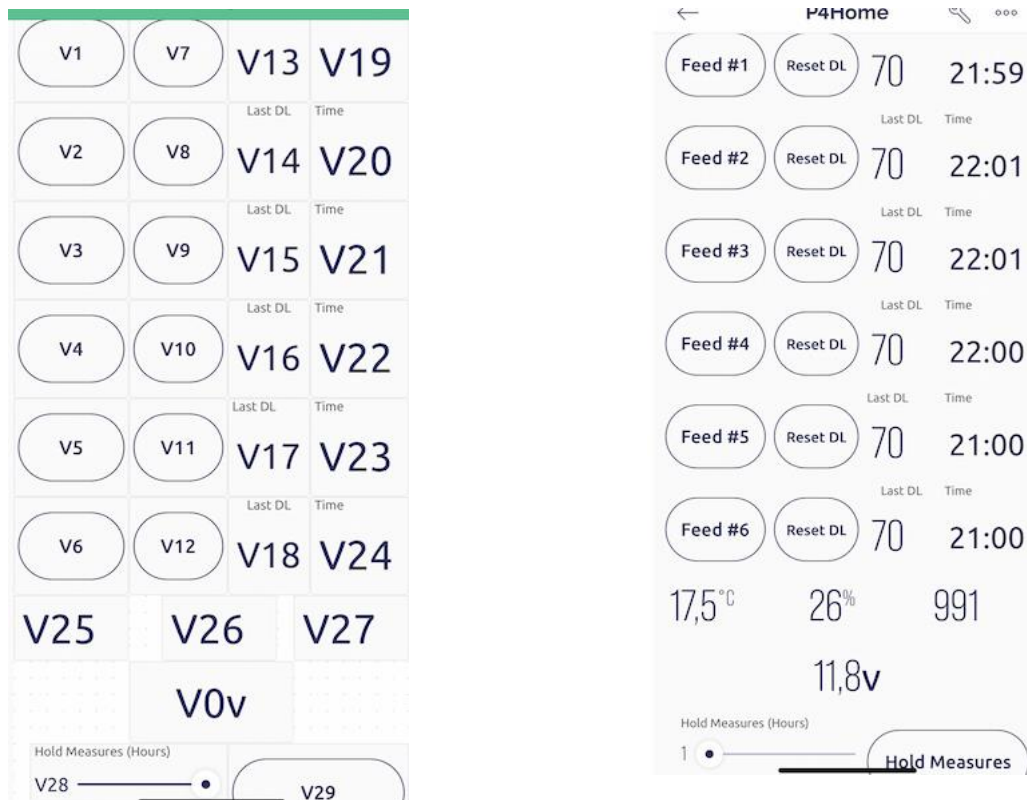 V1 V7 V13 V19
Last DL Time
V2 V8 V14 V20
Last DL Time
V3 V9 V15 V21
Last DL Time
V4 V10 V16 V22
Last DL Time
V5 V11 V17 V23
Last DL Time
V6 V12 V18 V24
V25 V26 V27
V0v
Hold Measures (Hours)
V28 V29
P4Home
Feed #1 Reset DL 70 21:59
Last DL Time
Feed #2 Reset DL 70 22:01
Last DL Time
Feed #3 Reset DL 70 22:01
Last DL Time
Feed #4 Reset DL 70 22:00
Last DL Time
Feed #5 Reset DL 70 21:00
Last DL Time
Feed #6 Reset DL 70 21:00
17,5°C 26% 991
11,8v
Hold Measures (Hours)
1 Hold Measures